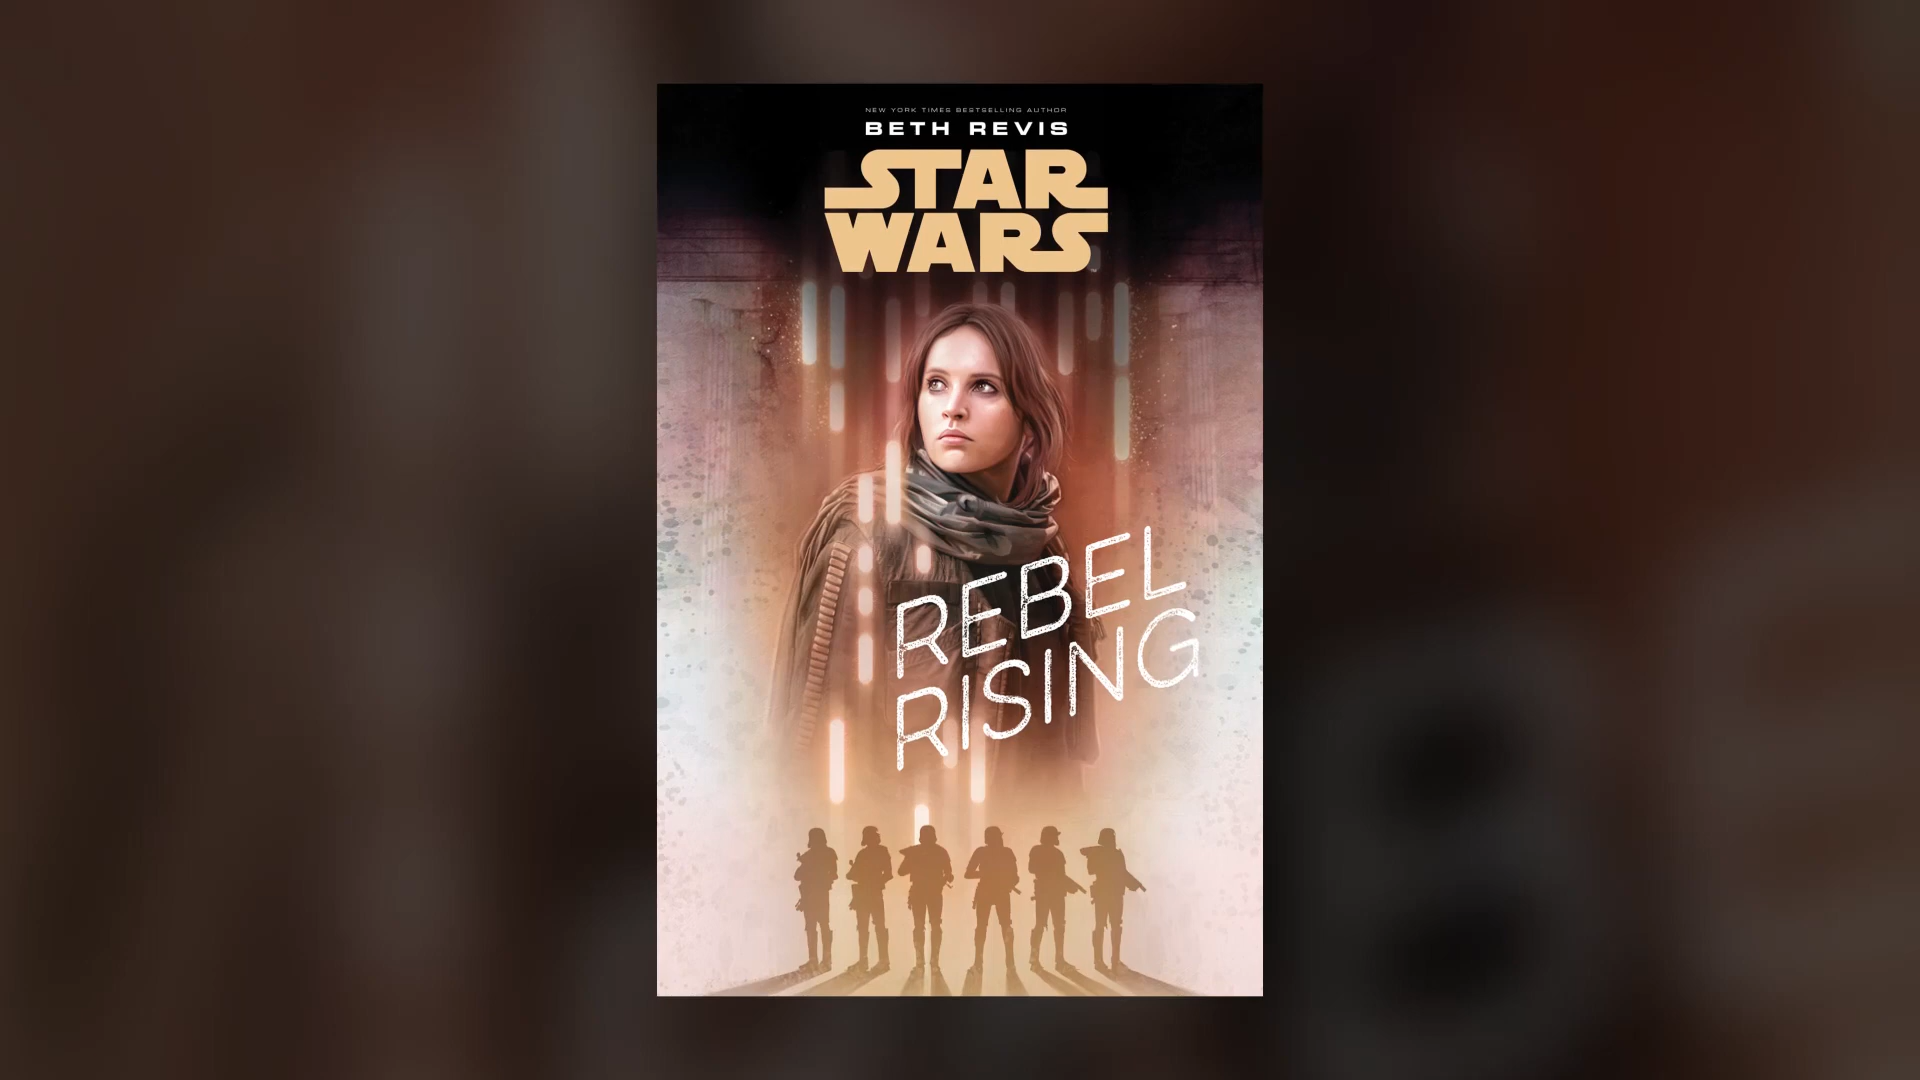 NEW YORK TIMES BESTSELLING AUTHOR
BETH REVIS
STAR
WARS
REBEL
RISING